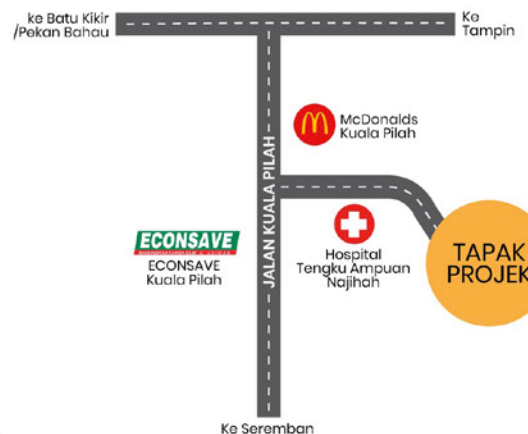 ke Batu Kikir
/Pekan Bahau
Ke
Tampin
McDonalds
Kuala Pilah
JALAN KUALA PILAH
ECONSAVE
ECONSAVE
Kuala Pilah
Hospital
Tengku Ampuan
Najihah
TAPAK
PROJEK
Ke Seremban